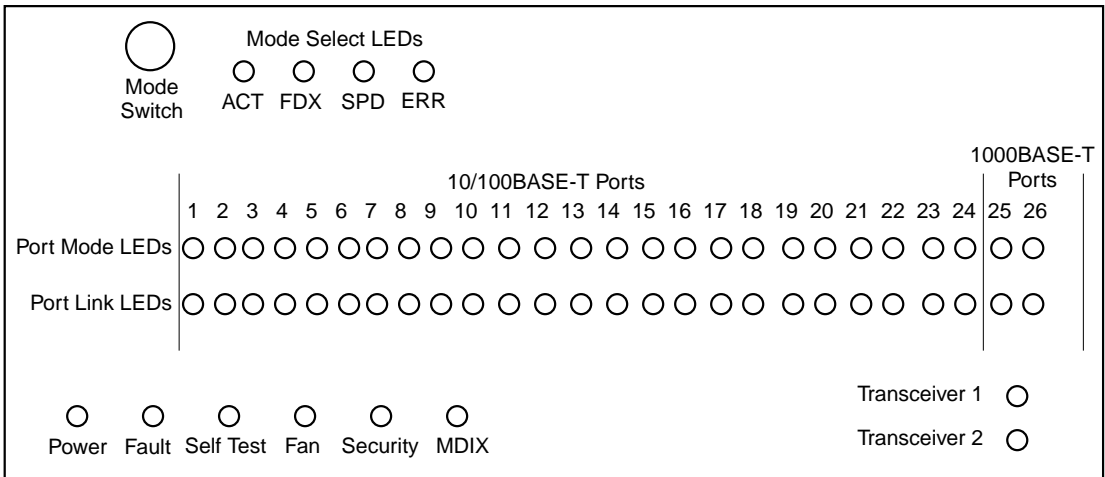 Mode Select LEDs
Mode
Switch
ACT FDX SPD ERR
1000BASE-T
Ports
10/100BASE-T Ports
1 2 3 4 5 6 7 8 9 10 11 12 13 14 15 16 17 18 19 20 21 22 23 24 25 26
Port Mode LEDs
Port Link LEDs
Transceiver 1
Transceiver 2
Power Fault Self Test Fan Security MDIX